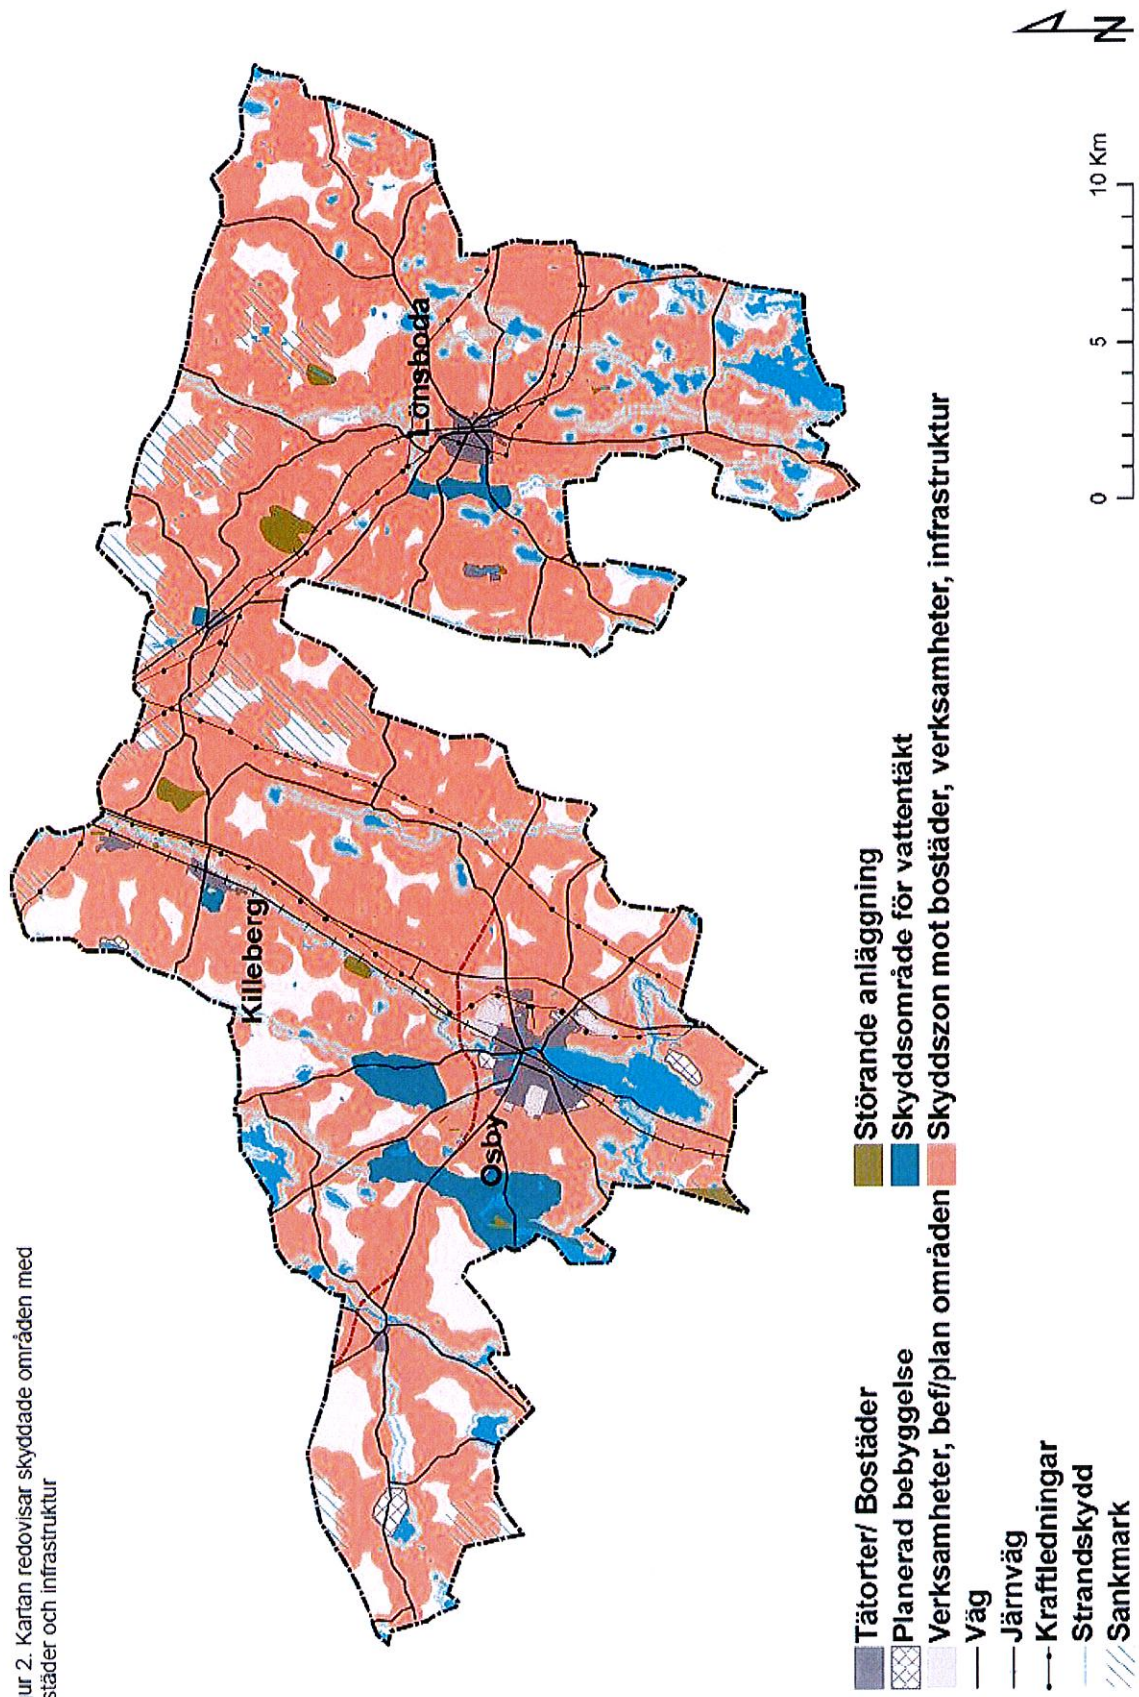 ur 2. Kartan redovisar skyddade områden med
städer och infrastruktur
Killeberg
Lönsboda
Osby
Tätorter/ Bostäder
Planerad bebyggelse
Verksamheter, bef/plan områden
Väg
Järnväg
Kraftledningar
Strandskydd
Sankmark
Störande anläggning
Skyddsområde för vattentäkt
Skyddszon mot bostäder, verksamheter, infrastruktur
0 5 10 Km
N